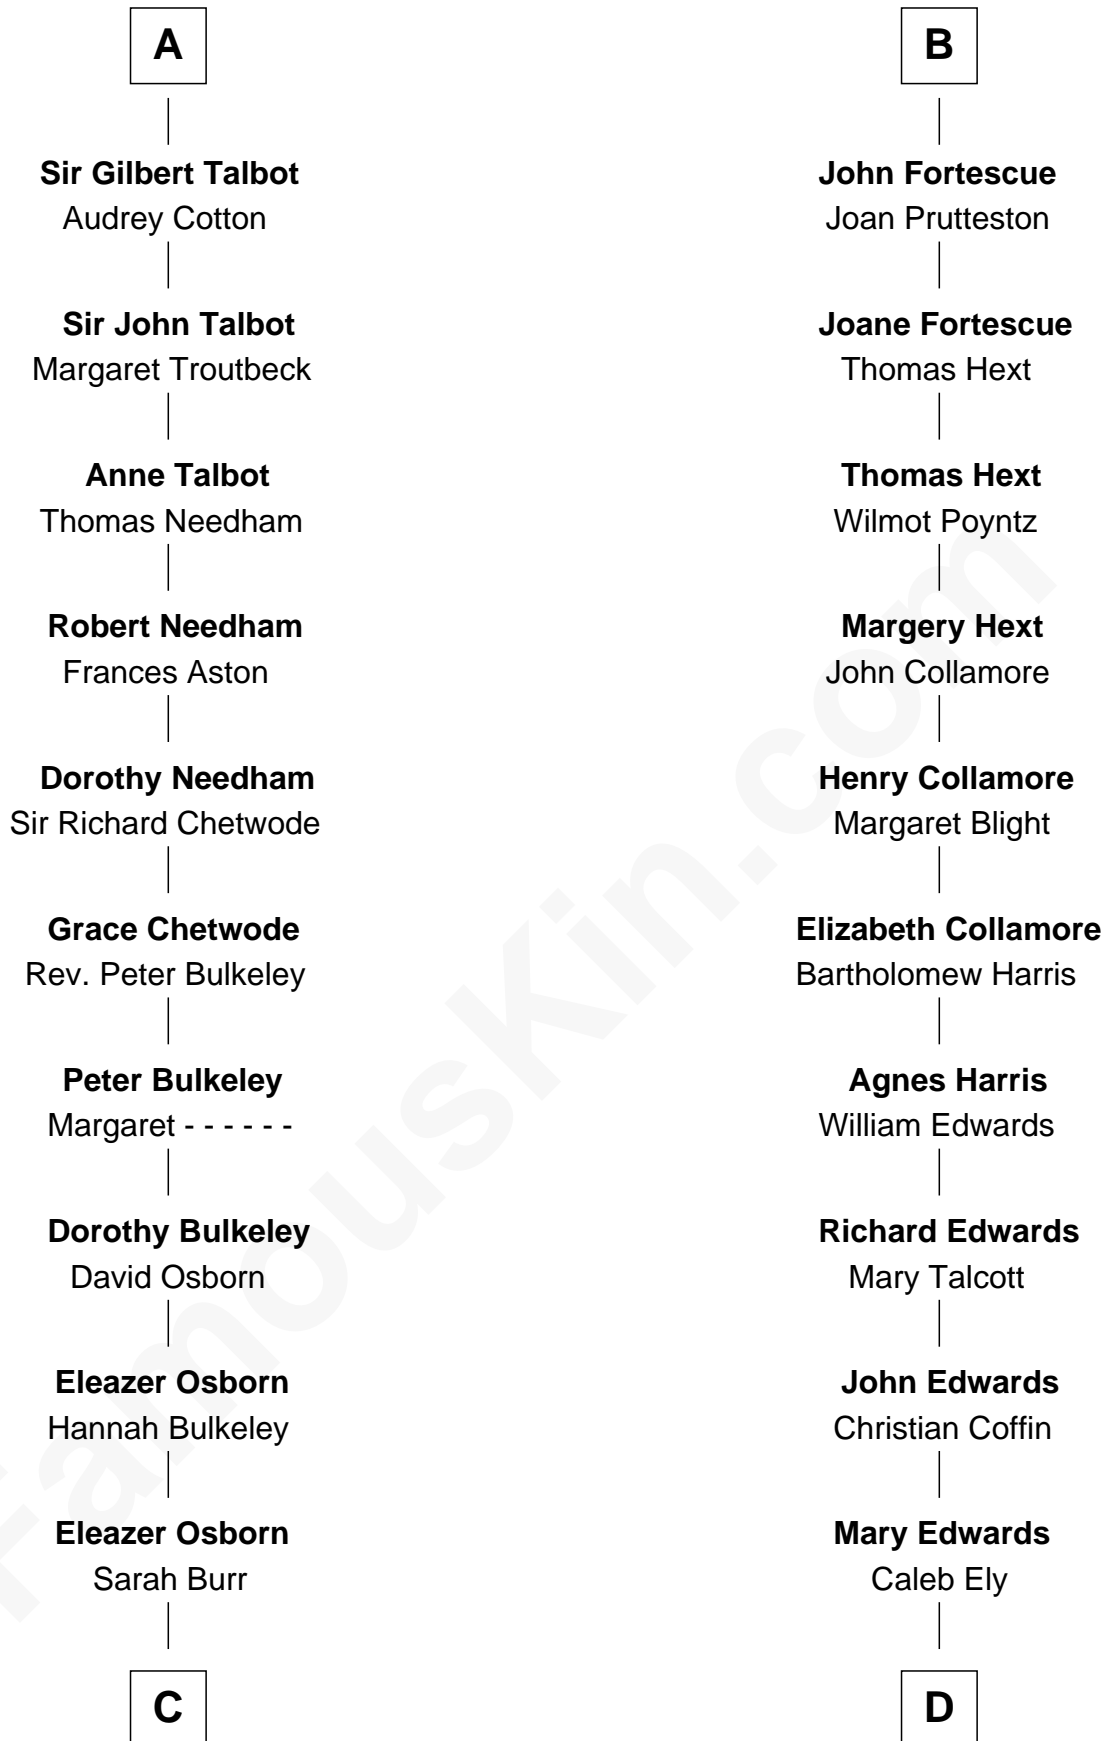 A
Sir Gilbert Talbot
Audrey Cotton
Sir John Talbot
Margaret Troutbeck
Anne Talbot
Thomas Needham
Robert Needham
Frances Aston
Dorothy Needham
Sir Richard Chetwode
Grace Chetwode
Rev. Peter Bulkeley
Peter Bulkeley
Margaret - - - - - -
Dorothy Bulkeley
David Osborn
Eleazer Osborn
Hannah Bulkeley
Eleazer Osborn
Sarah Burr
C
B
John Fortescue
Joan Prutteston
Joane Fortescue
Thomas Hext
Thomas Hext
Wilmot Poyntz
Margery Hext
John Collamore
Henry Collamore
Margaret Blight
Elizabeth Collamore
Bartholomew Harris
Agnes Harris
William Edwards
Richard Edwards
Mary Talcott
John Edwards
Christian Coffin
Mary Edwards
Caleb Ely
D
FamousKin.com